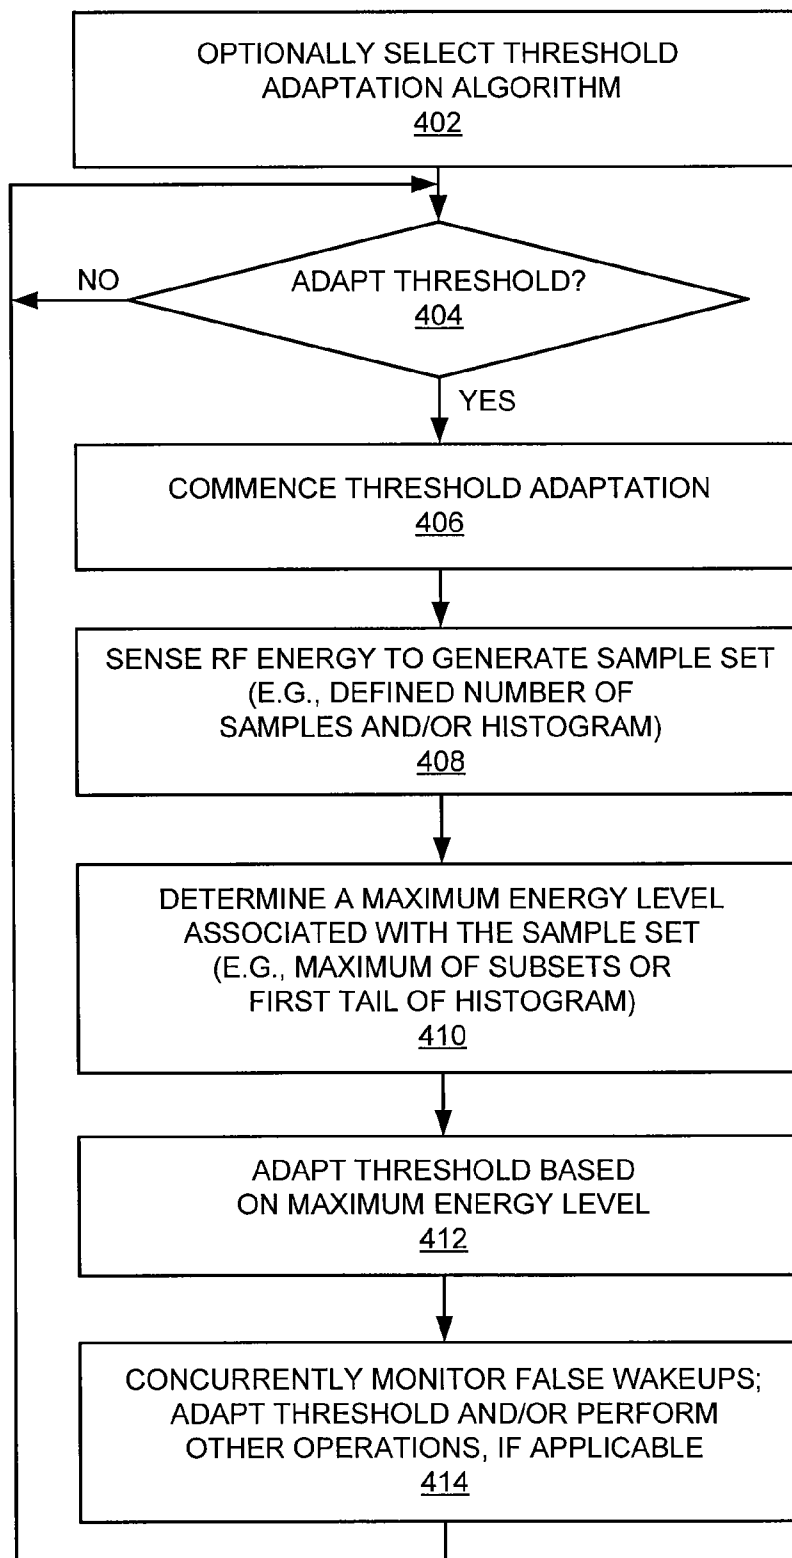 OPTIONALLY SELECT THRESHOLD
ADAPTATION ALGORITHM
402
NO
ADAPT THRESHOLD?
404
YES
COMMENCE THRESHOLD ADAPTATION
406
SENSE RF ENERGY TO GENERATE SAMPLE SET
(E.G., DEFINED NUMBER OF
SAMPLES AND/OR HISTOGRAM)
408
DETERMINE A MAXIMUM ENERGY LEVEL
ASSOCIATED WITH THE SAMPLE SET
(E.G., MAXIMUM OF SUBSETS OR
FIRST TAIL OF HISTOGRAM)
410
ADAPT THRESHOLD BASED
ON MAXIMUM ENERGY LEVEL
412
CONCURRENTLY MONITOR FALSE WAKEUPS;
ADAPT THRESHOLD AND/OR PERFORM
OTHER OPERATIONS, IF APPLICABLE
414